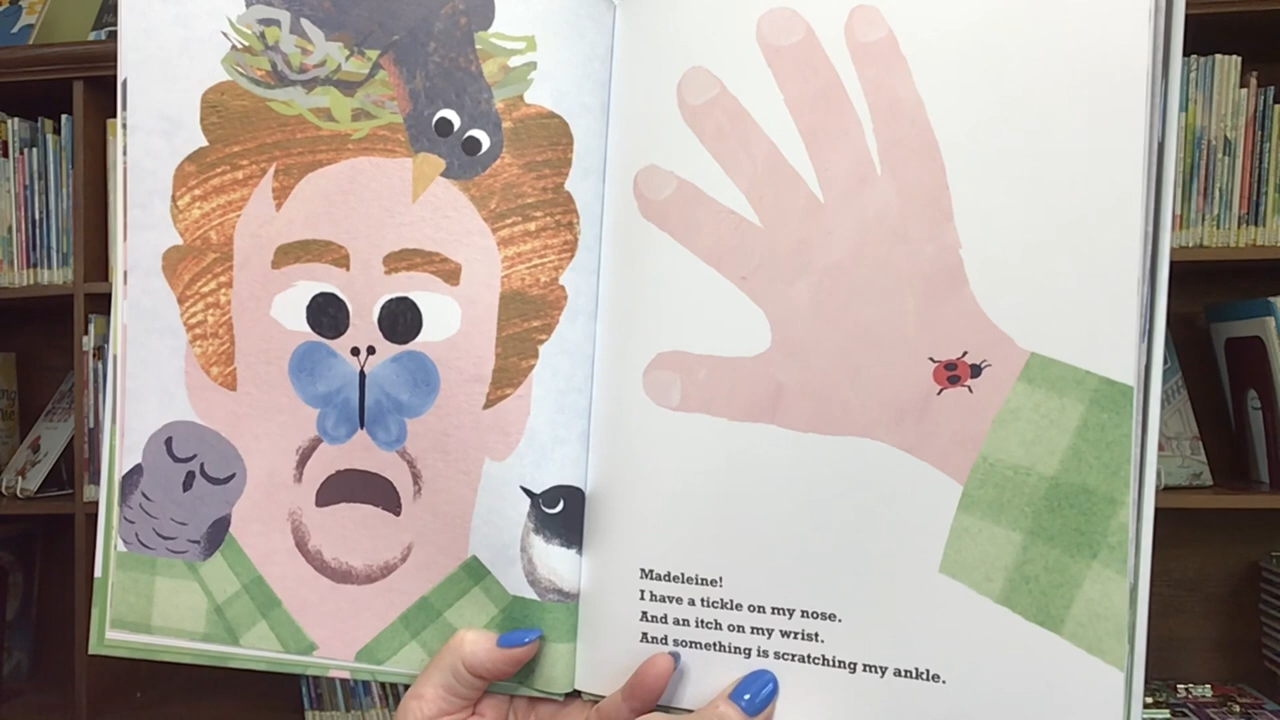 Madeleine!
I have a tickle on my nose.
And an itch on my wrist.
And something is scratching my ankle.